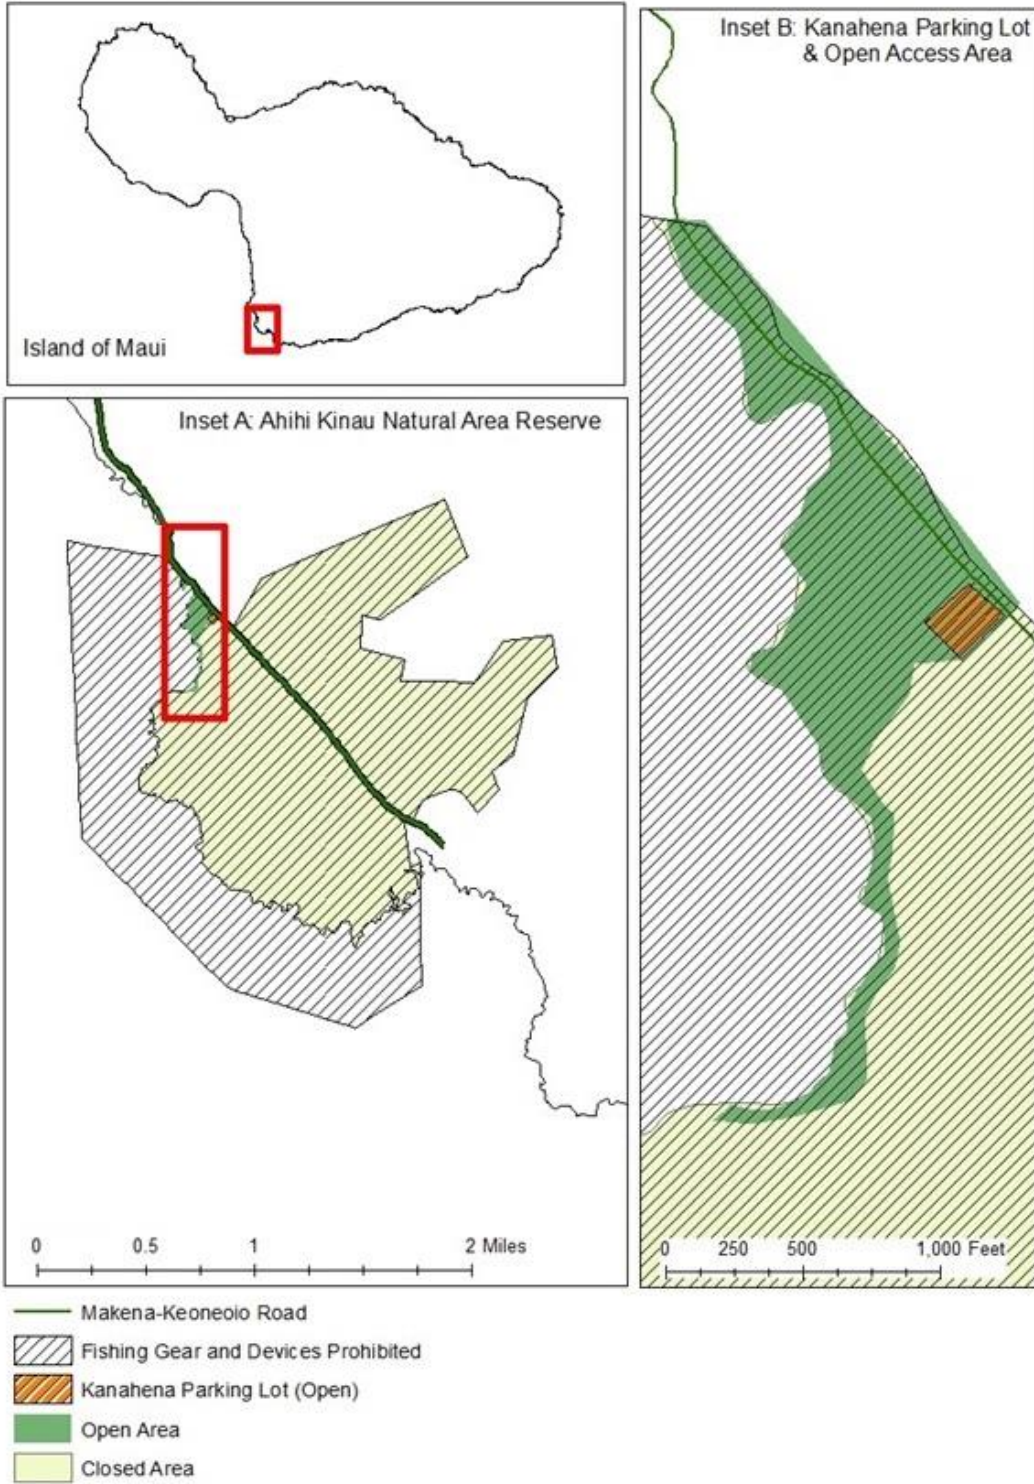 Island of Maui
Inset A: Ahihi Kinau Natural Area Reserve
0 0.5 1 2 Miles
Inset B: Kanahena Parking Lot
& Open Access Area
0 250 500 1,000 Feet
Makena-Keoneoio Road
Fishing Gear and Devices Prohibited
Kanahena Parking Lot (Open)
Open Area
Closed Area